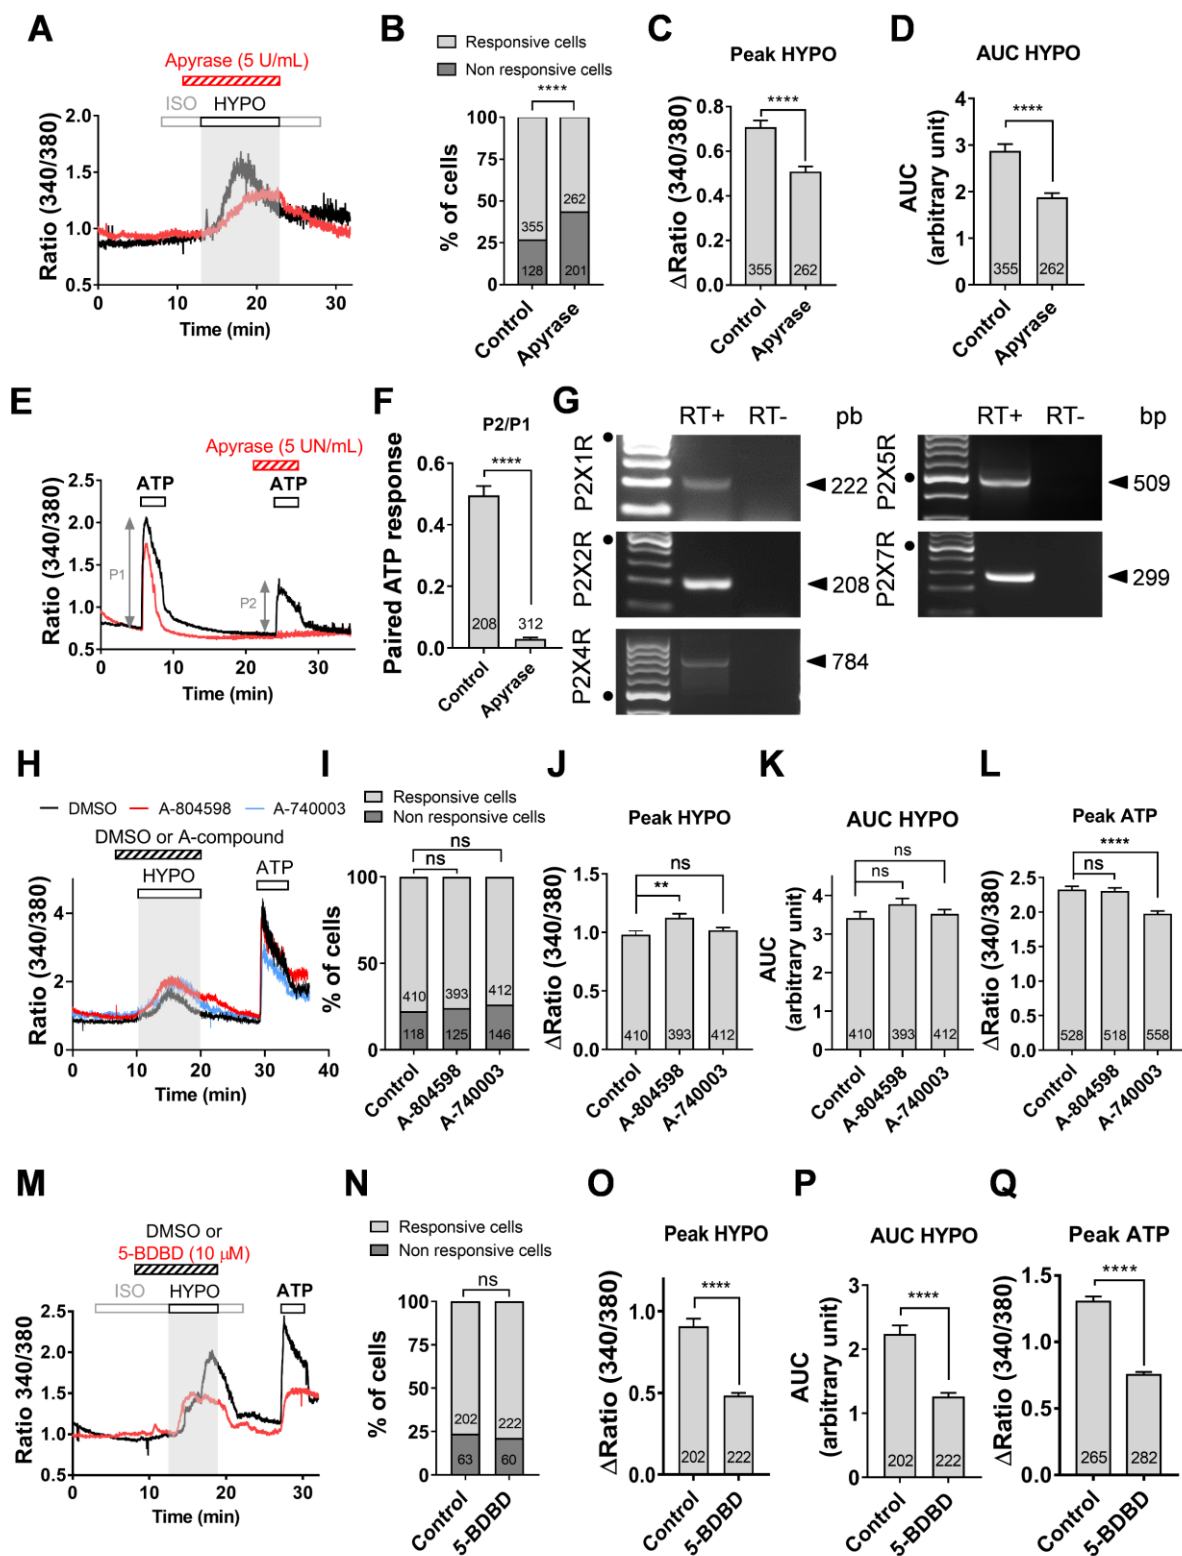 A
Apyrase (5 U/mL)
ISO
HYPO
Ratio (340/380)
2.0
1.5
1.0
0.5
0
10
20
30
Time (min)
B
Responsive cells
Non responsive cells
****
% of cells
100
75
50
25
0
355
262
128
201
Control
Apyrase
C
Peak HYPO
****
ΔRatio (340/380)
0.8
0.6
0.4
0.2
0.0
355
262
Control
Apyrase
D
AUC HYPO
****
AUC
(arbitrary unit)
3
2
1
0
355
262
Control
Apyrase
E
Apyrase (5 UN/mL)
ATP
ATP
Ratio (340/380)
2.5
2.0
1.5
1.0
0.5
P1
P2
0
10
20
30
Time (min)
F
P2/P1
****
Paired ATP response
0.6
0.4
0.2
0.0
208
312
Control
Apyrase
G
RT+ RT- pb
P2X1R
222
P2X2R
208
P2X4R
784
RT+ RT- bp
P2X5R
509
P2X7R
299
H
DMSO A-804598 A-740003
DMSO or A-compound
HYPO
ATP
Ratio (340/380)
4
2
0
0
10
20
30
40
Time (min)
I
Responsive cells
Non responsive cells
ns
ns
% of cells
100
50
0
410
393
412
118
125
146
Control
A-804598
A-740003
J
Peak HYPO
ns
**
ΔRatio (340/380)
1.5
1.0
0.5
0.0
410
393
412
Control
A-804598
A-740003
K
AUC HYPO
ns
ns
AUC
(arbitrary unit)
4
3
2
1
0
410
393
412
Control
A-804598
A-740003
L
Peak ATP
****
ns
ΔRatio (340/380)
2.5
2.0
1.5
1.0
0.5
0.0
528
518
558
Control
A-804598
A-740003
M
DMSO or
5-BDBD (10 μM)
ISO
HYPO
ATP
Ratio 340/380
2.5
2.0
1.5
1.0
0.5
0
10
20
30
Time (min)
N
Responsive cells
Non responsive cells
ns
% of cells
100
75
50
25
0
202
222
63
60
Control
5-BDBD
O
Peak HYPO
****
ΔRatio (340/380)
1.0
0.5
0.0
202
222
Control
5-BDBD
P
AUC HYPO
****
AUC
(arbitrary unit)
3
2
1
0
202
222
Control
5-BDBD
Q
Peak ATP
****
ΔRatio (340/380)
1.5
1.0
0.5
0.0
265
282
Control
5-BDBD